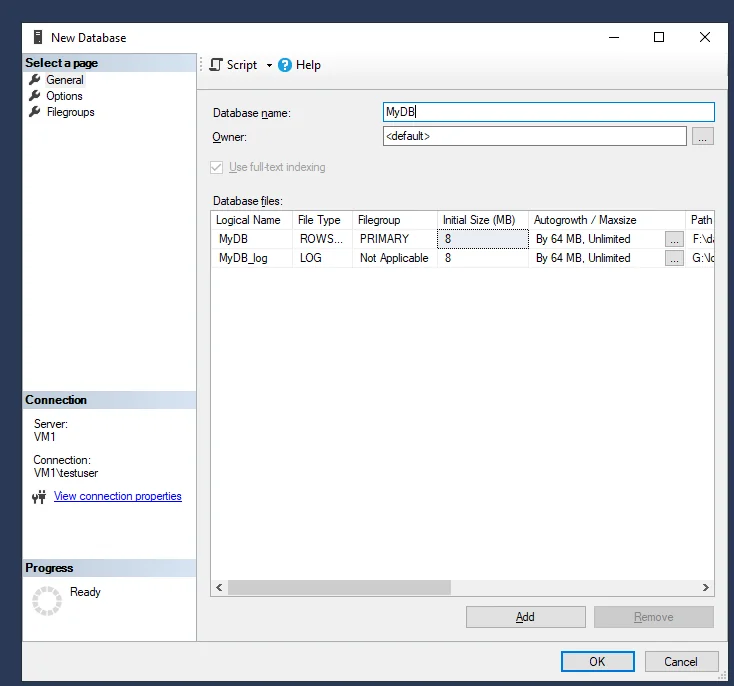 New Database
Select a page
General
Options
Filegroups
Script
Help
Database name:
MyDB
Owner:
<default>
...
Use full-text indexing
Database files:
Logical Name File Type Filegroup Initial Size (MB) Autogrowth / Maxsize Path
MyDB ROWS... PRIMARY 8 By 64 MB, Unlimited ... F:\da
MyDB_log LOG Not Applicable 8 By 64 MB, Unlimited ... G:\lo
Connection
Server:
VM1
Connection:
VM1\testuser
View connection properties
Progress
Ready
Add
Remove
OK
Cancel